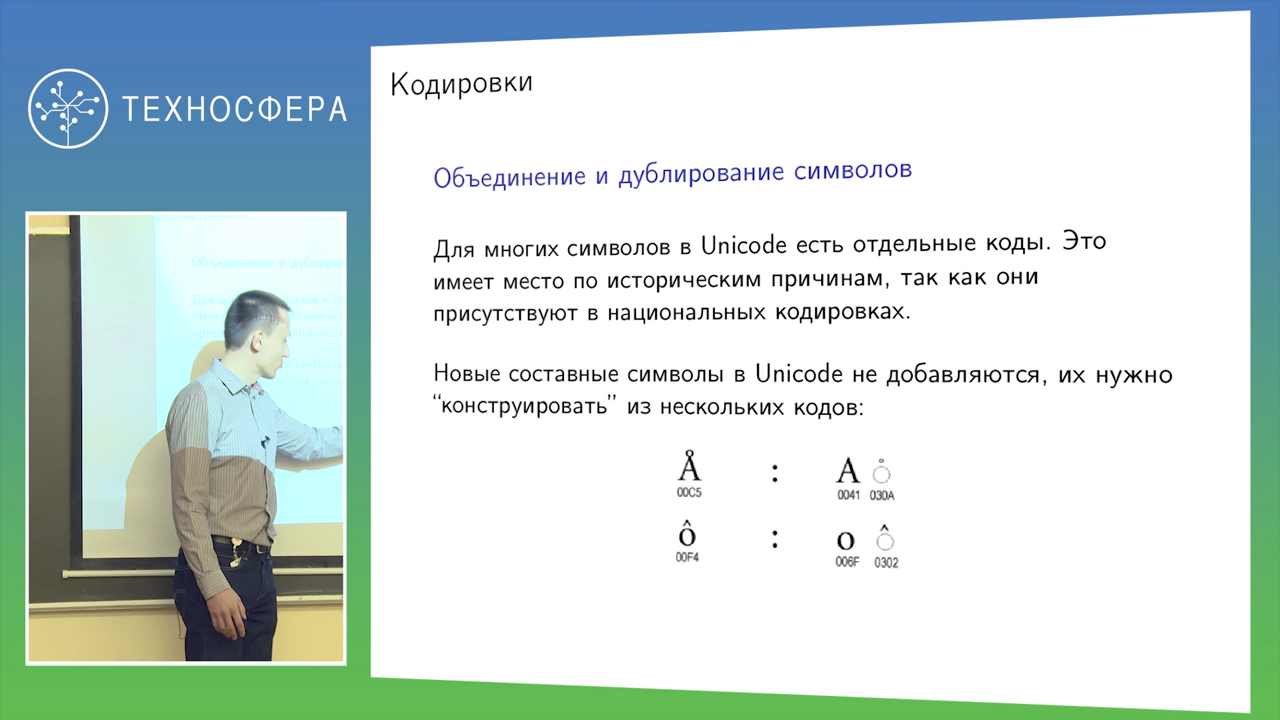 ТЕХНОСФЕРА
Кодировки
Объединение и дублирование символов
Для многих символов в Unicode есть отдельные коды. Это
имеет место по историческим причинам, так как они
присутствуют в национальных кодировках.
Новые составные символы в Unicode не добавляются, их нужно
“конструировать” из нескольких кодов:
Å : A ◌̊
00C5 0041 030A
ô : o ◌̂
00F4 006F 0302